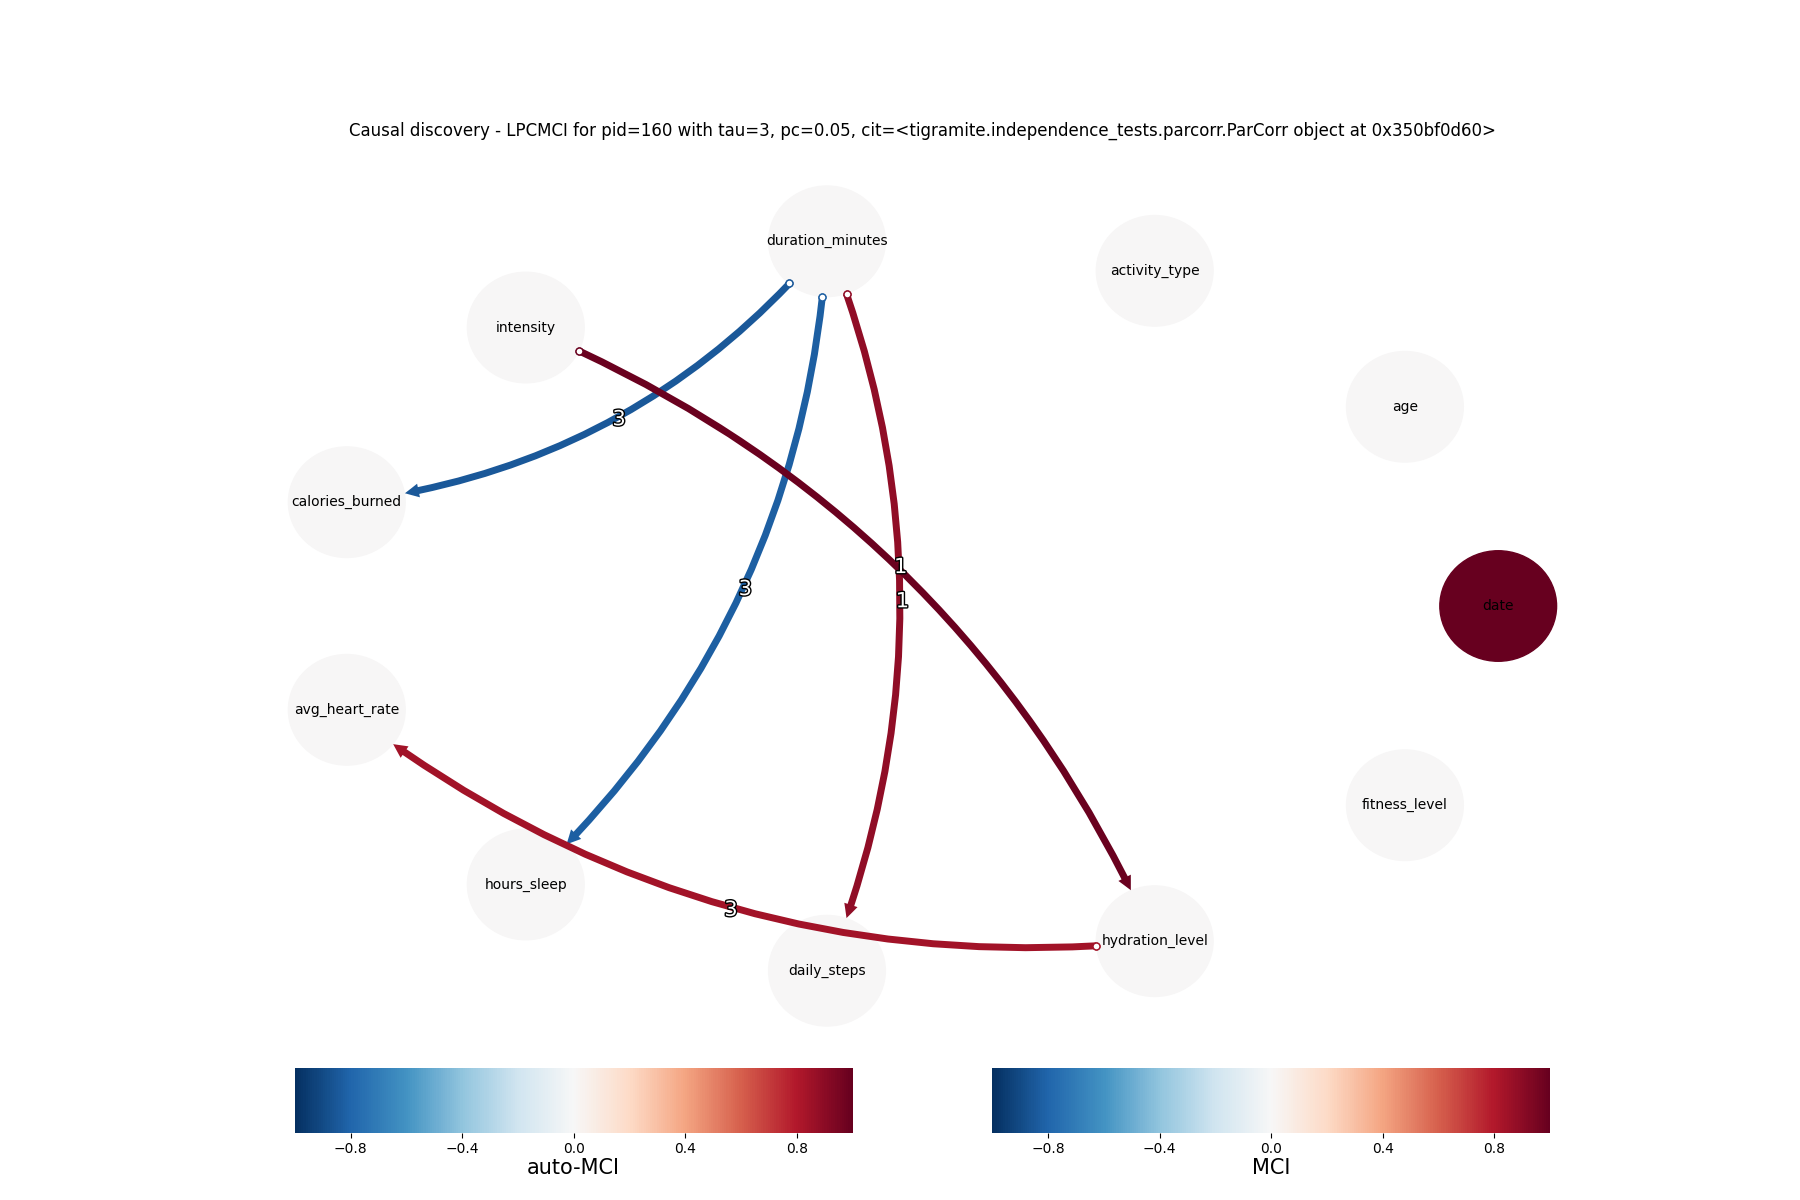 Causal discovery - LPCMCI for pid=160 with tau=3, pc=0.05, cit=<tigramite.independence_tests.parcorr.ParCorr object at 0x350bf0d60>
duration_minutes
activity_type
intensity
age
3
calories_burned
1
3
1
date
avg_heart_rate
fitness_level
hours_sleep
3
hydration_level
daily_steps
−0.8 −0.4 0.0 0.4 0.8
auto-MCI
−0.8 −0.4 0.0 0.4 0.8
MCI